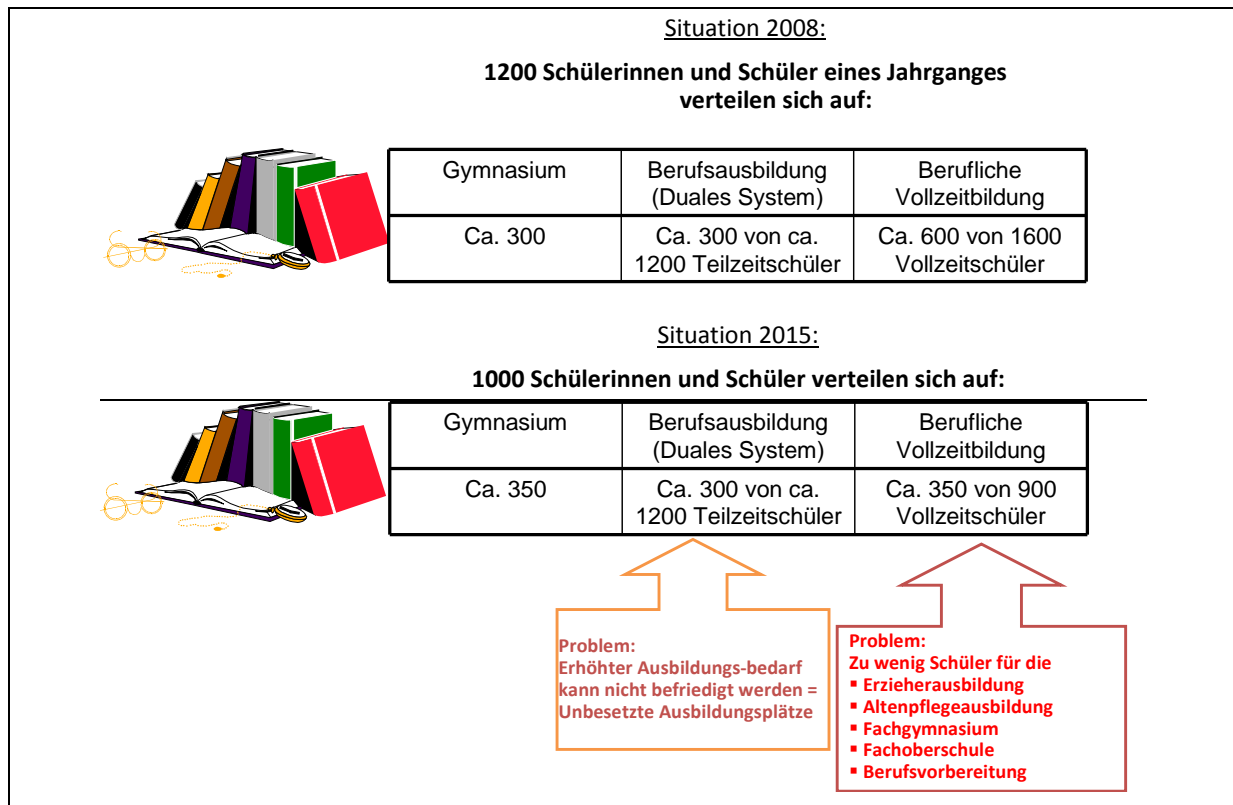 Situation 2008:
1200 Schülerinnen und Schüler eines Jahrganges
verteilen sich auf:
Gymnasium
Berufsausbildung
(Duales System)
Berufliche
Vollzeitbildung
Ca. 300
Ca. 300 von ca.
1200 Teilzeitschüler
Ca. 600 von 1600
Vollzeitschüler
Situation 2015:
1000 Schülerinnen und Schüler verteilen sich auf:
Gymnasium
Berufsausbildung
(Duales System)
Berufliche
Vollzeitbildung
Ca. 350
Ca. 300 von ca.
1200 Teilzeitschüler
Ca. 350 von 900
Vollzeitschüler
Problem:
Erhöhter Ausbildungs-bedarf
kann nicht befriedigt werden =
Unbesetzte Ausbildungsplätze
Problem:
Zu wenig Schüler für die
▪ Erzieherausbildung
▪ Altenpflegeausbildung
▪ Fachgymnasium
▪ Fachoberschule
▪ Berufsvorbereitung